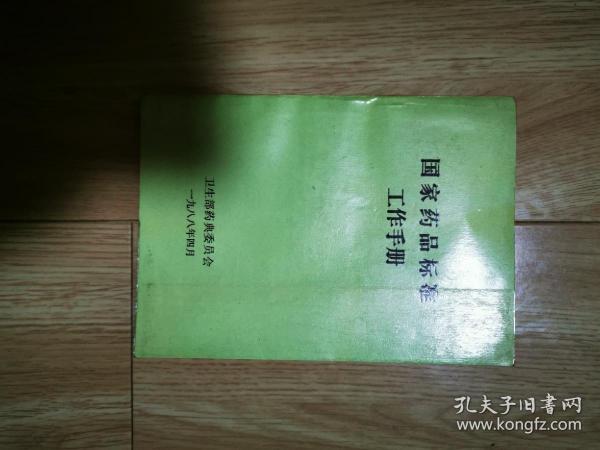 国家药品标准
工作手册
卫生部药典委员会
一九八八年四月
孔夫子旧书网
www.kongfz.com